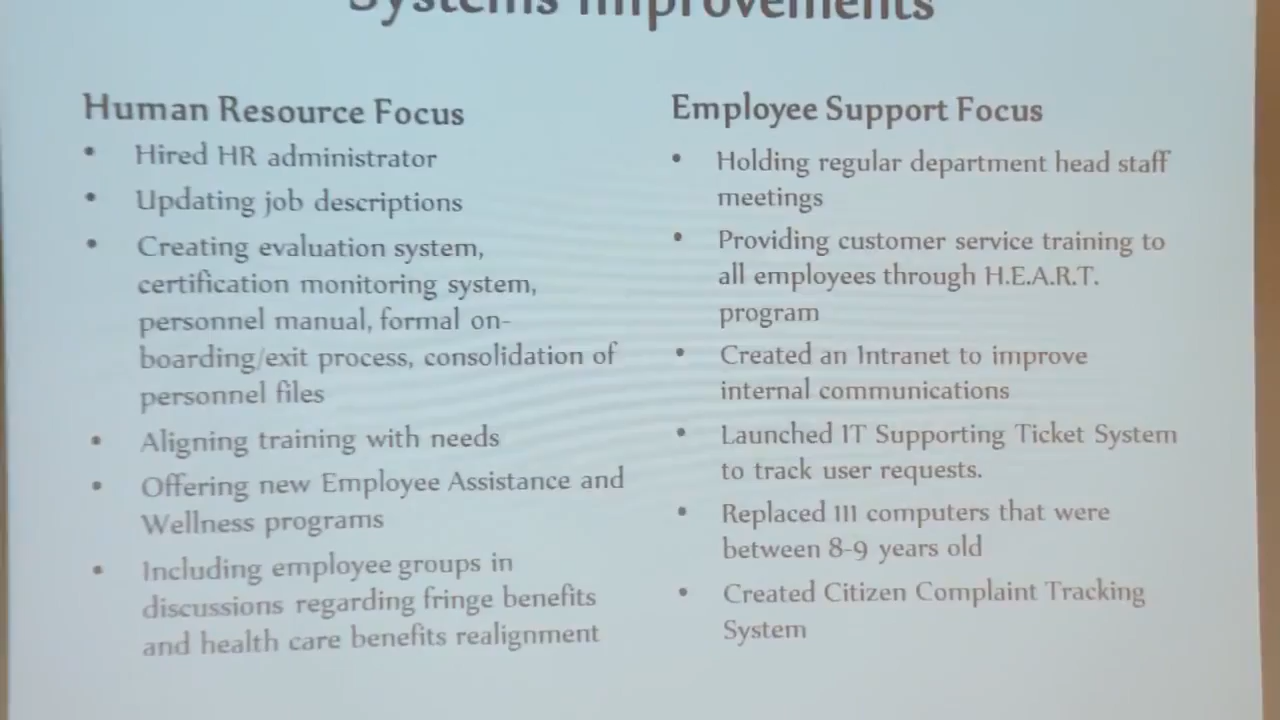 Systems Improvements
Human Resource Focus
• Hired HR administrator
• Updating job descriptions
• Creating evaluation system,
certification monitoring system,
personnel manual, formal on-
boarding/exit process, consolidation of
personnel files
• Aligning training with needs
• Offering new Employee Assistance and
Wellness programs
• Including employee groups in
discussions regarding fringe benefits
and health care benefits realignment
Employee Support Focus
• Holding regular department head staff
meetings
• Providing customer service training to
all employees through H.E.A.R.T.
program
• Created an Intranet to improve
internal communications
• Launched IT Supporting Ticket System
to track user requests.
• Replaced 111 computers that were
between 8-9 years old
• Created Citizen Complaint Tracking
System